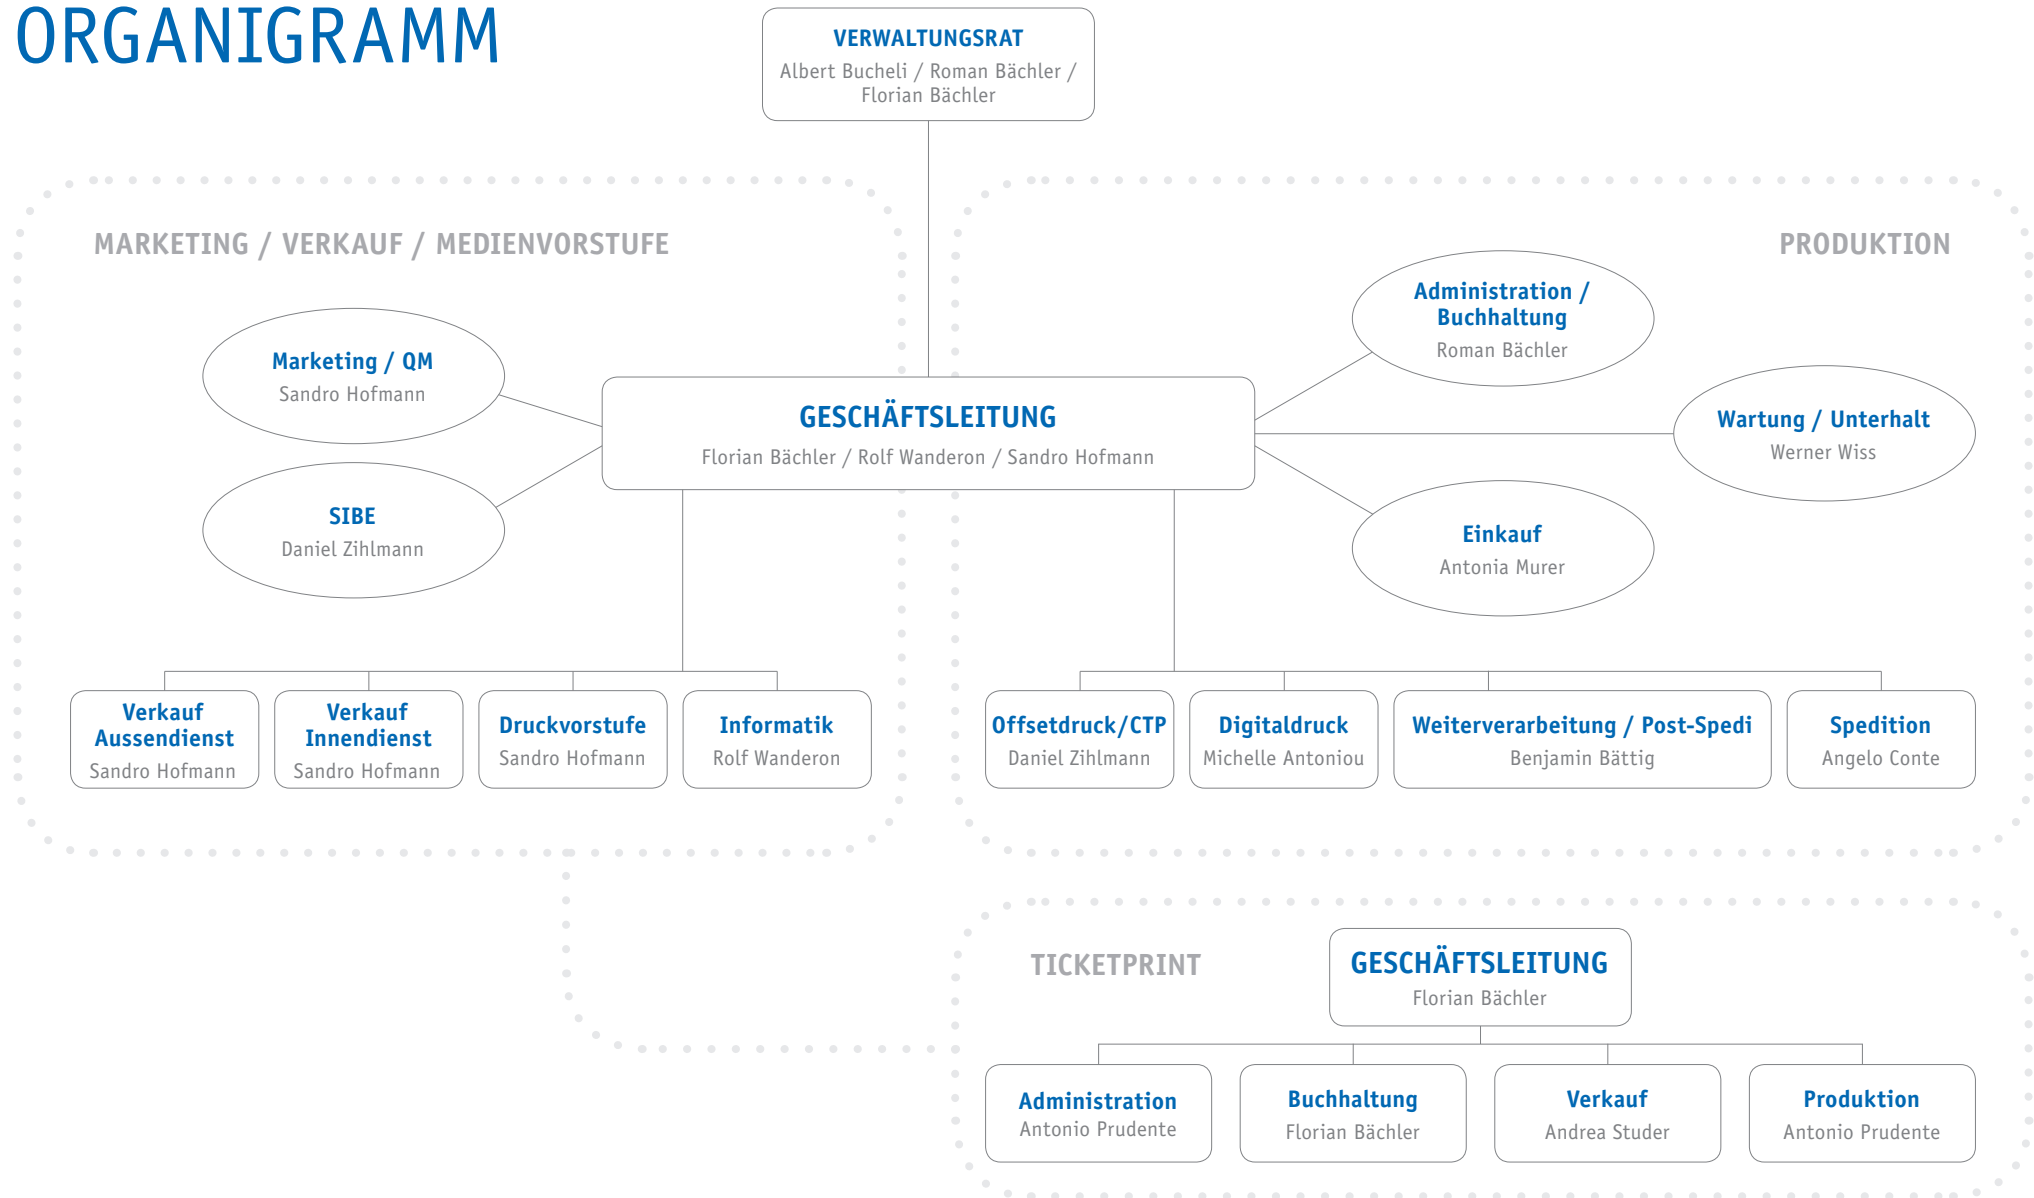 ORGANIGRAMM
VERWALTUNGSRAT
Albert Bucheli / Roman Bächler /
Florian Bächler
MARKETING / VERKAUF / MEDIENVORSTUFE
PRODUKTION
Marketing / QM
Sandro Hofmann
SIBE
Daniel Zihlmann
GESCHÄFTSLEITUNG
Florian Bächler / Rolf Wanderon / Sandro Hofmann
Administration /
Buchhaltung
Roman Bächler
Wartung / Unterhalt
Werner Wiss
Einkauf
Antonia Murer
Verkauf
Aussendienst
Sandro Hofmann
Verkauf
Innendienst
Sandro Hofmann
Druckvorstufe
Sandro Hofmann
Informatik
Rolf Wanderon
Offsetdruck/CTP
Daniel Zihlmann
Digitaldruck
Michelle Antoniou
Weiterverarbeitung / Post-Spedi
Benjamin Bättig
Spedition
Angelo Conte
TICKETPRINT
GESCHÄFTSLEITUNG
Florian Bächler
Administration
Antonio Prudente
Buchhaltung
Florian Bächler
Verkauf
Andrea Studer
Produktion
Antonio Prudente